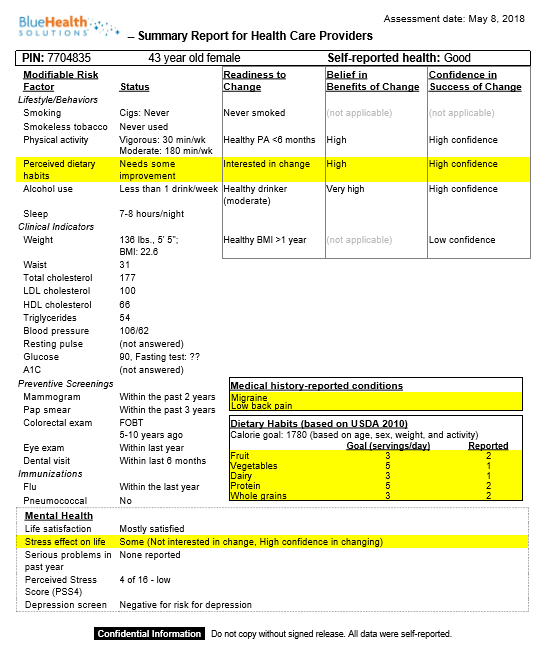 BlueHealth
SOLUTIONS
Assessment date: May 8, 2018
– Summary Report for Health Care Providers
PIN: 7704835 43 year old female Self-reported health: Good
Modifiable Risk Factor Status Readiness to Change Belief in Benefits of Change Confidence in Success of Change
Lifestyle/Behaviors
Smoking Cigs: Never Never smoked (not applicable) (not applicable)
Smokeless tobacco Never used
Physical activity Vigorous: 30 min/wk Healthy PA <6 months High High confidence
Moderate: 180 min/wk
Perceived dietary habits Needs some improvement Interested in change High High confidence
Alcohol use Less than 1 drink/week Healthy drinker (moderate) Very high High confidence
Sleep 7-8 hours/night
Clinical Indicators
Weight 136 lbs., 5' 5"; Healthy BMI >1 year (not applicable) Low confidence
BMI: 22.6
Waist 31
Total cholesterol 177
LDL cholesterol 100
HDL cholesterol 66
Triglycerides 54
Blood pressure 106/62
Resting pulse (not answered)
Glucose 90, Fasting test: ??
A1C (not answered)
Preventive Screenings
Mammogram Within the past 2 years
Pap smear Within the past 3 years
Colorectal exam FOBT
5-10 years ago
Eye exam Within last year
Dental visit Within last 6 months
Immunizations
Flu Within the last year
Pneumococcal No
Medical history-reported conditions
Migraine
Low back pain
Dietary Habits (based on USDA 2010)
Calorie goal: 1780 (based on age, sex, weight, and activity)
Goal (servings/day) Reported
Fruit 3 2
Vegetables 5 1
Dairy 3 1
Protein 5 2
Whole grains 3 2
Mental Health
Life satisfaction Mostly satisfied
Stress effect on life Some (Not interested in change, High confidence in changing)
Serious problems in past year None reported
Perceived Stress Score (PSS4) 4 of 16 - low
Depression screen Negative for risk for depression
Confidential Information Do not copy without signed release. All data were self-reported.